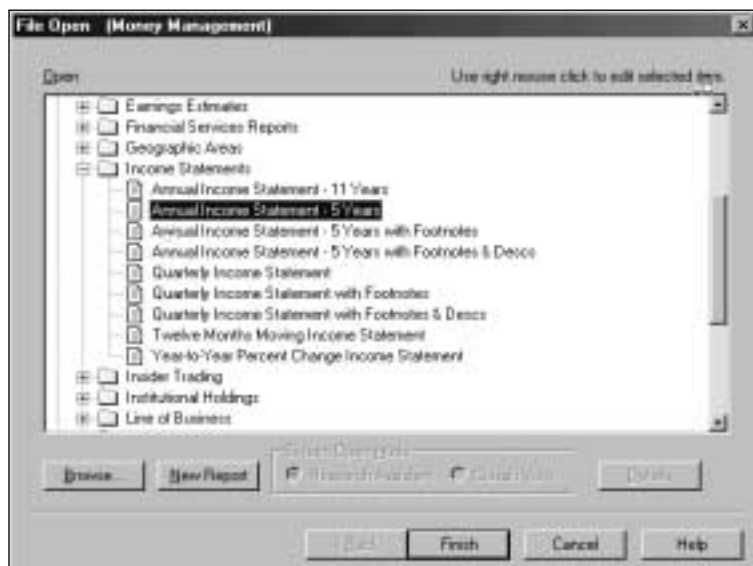 File Open (Money Management)
Open
Use right mouse click to edit selected item.
Earnings Estimates
Financial Services Reports
Geographic Areas
Income Statements
Annual Income Statement - 11 Years
Annual Income Statement - 5 Years
Annual Income Statement - 5 Years with Footnotes
Annual Income Statement - 5 Years with Footnotes & Descs
Quarterly Income Statement
Quarterly Income Statement with Footnotes
Quarterly Income Statement with Footnotes & Descs
Twelve Months Moving Income Statement
Year-to-Year Percent Change Income Statement
Insider Trading
Institutional Holdings
Line of Business
Browse...
New Report
Delete
< Back
Finish
Cancel
Help